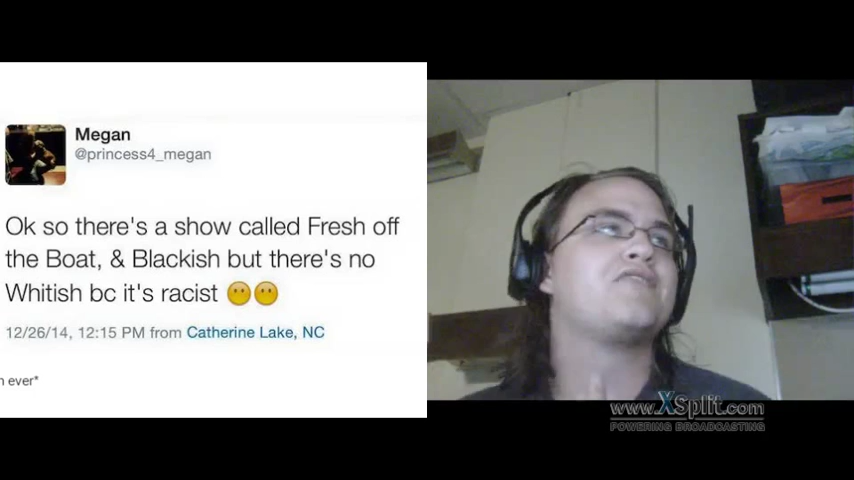 Megan
@princess4_megan
Ok so there's a show called Fresh off
the Boat, & Blackish but there's no
Whitish bc it's racist 😶😶
12/26/14, 12:15 PM from Catherine Lake, NC
n ever*
www.XSplit.com
POWERING BROADCASTING